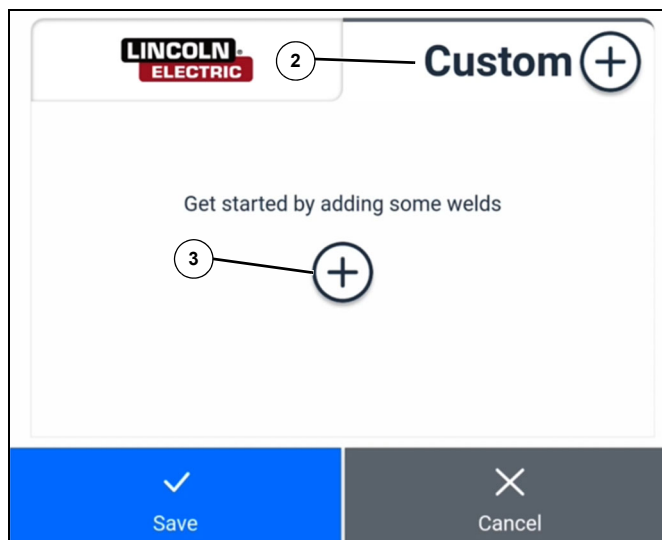 LINCOLN
ELECTRIC
2
Custom
Get started by adding some welds
3
Save
Cancel